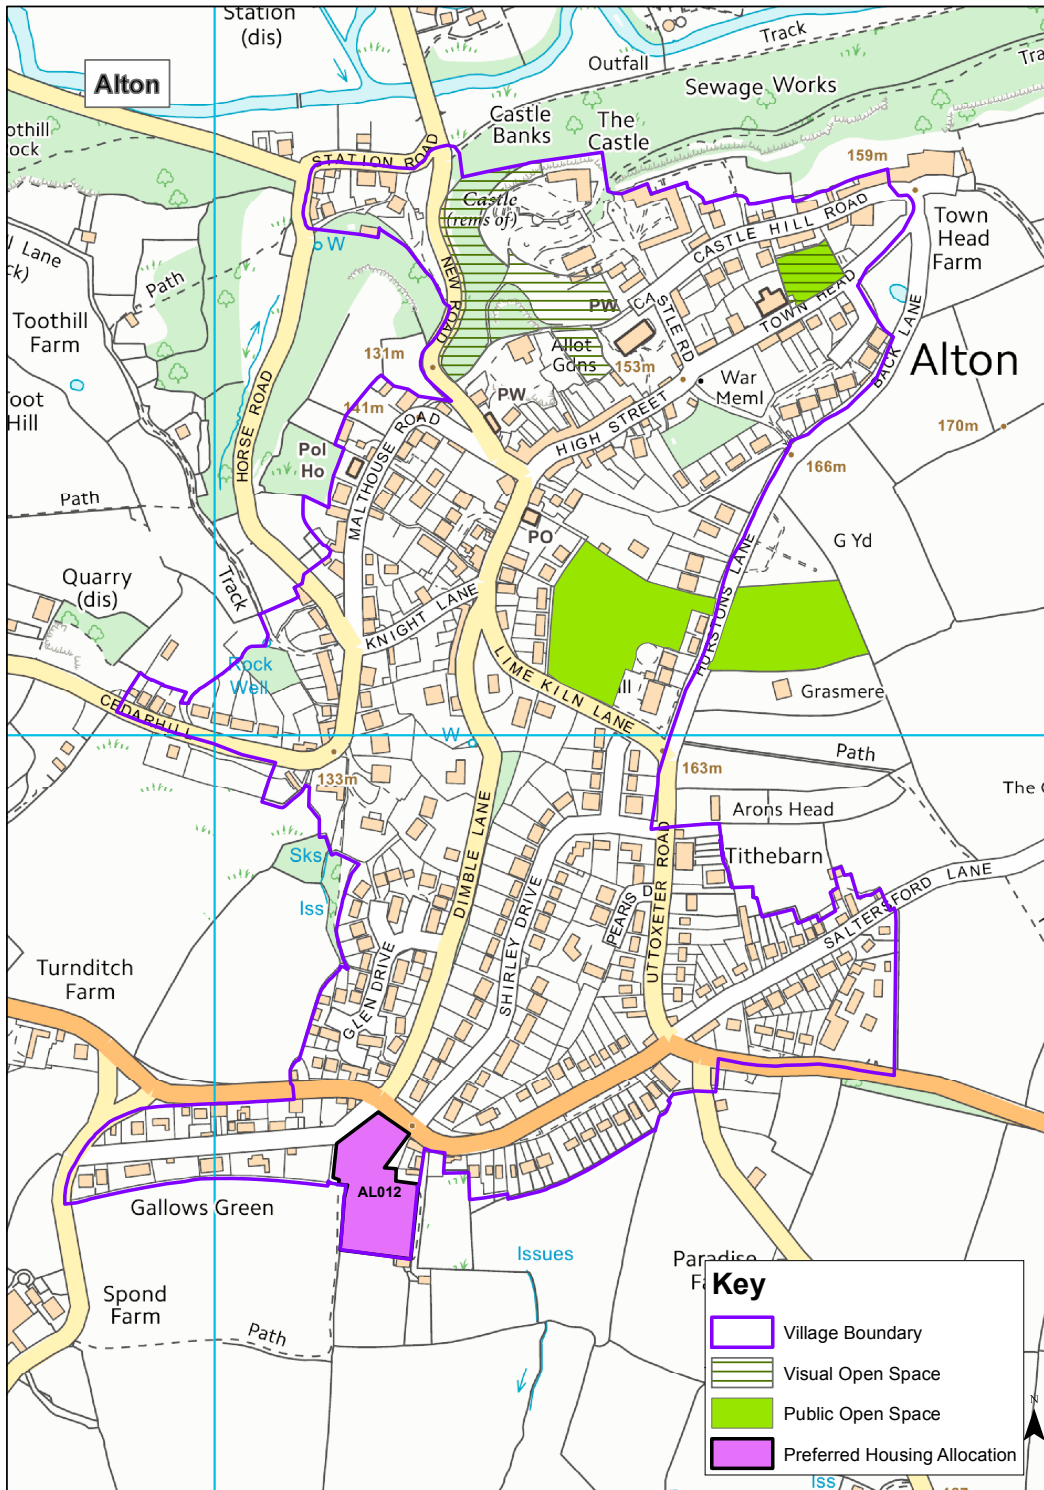 Station
(dis)
Alton
Track
Outfall
Sewage Works
Castle
Banks
The
Castle
STATION ROAD
159m
Castle
(rems of)
CASTLE HILL ROAD
Town
Head
Farm
W
Path
Toothill
Farm
NEW ROAD
PW
CASTLE RD
TOWN HEAD
Allot
Gdns
BACK LANE
Alton
131m
153m
War
Meml
HORSE ROAD
141m
PW
HIGH STREET
170m
MALTHOUSE ROAD
Pol
Ho
166m
Path
PO
G Yd
Quarry
(dis)
Track
KNIGHT LANE
HURSTONS LANE
Rock
Well
LIME KILN LANE
Grasmere
CEDARHILL
W
Path
133m
163m
Arons Head
DIMBLE LANE
Tithebarn
Sks
Iss
SHIRLEY DRIVE
PEARIS D
UTTOXETER ROAD
SALTERSFORD LANE
Turnditch
Farm
GLEN DRIVE
AL012
Gallows Green
Issues
Paradise
Spond
Farm
Path
Key
Village Boundary
Visual Open Space
Public Open Space
Preferred Housing Allocation
N
Iss